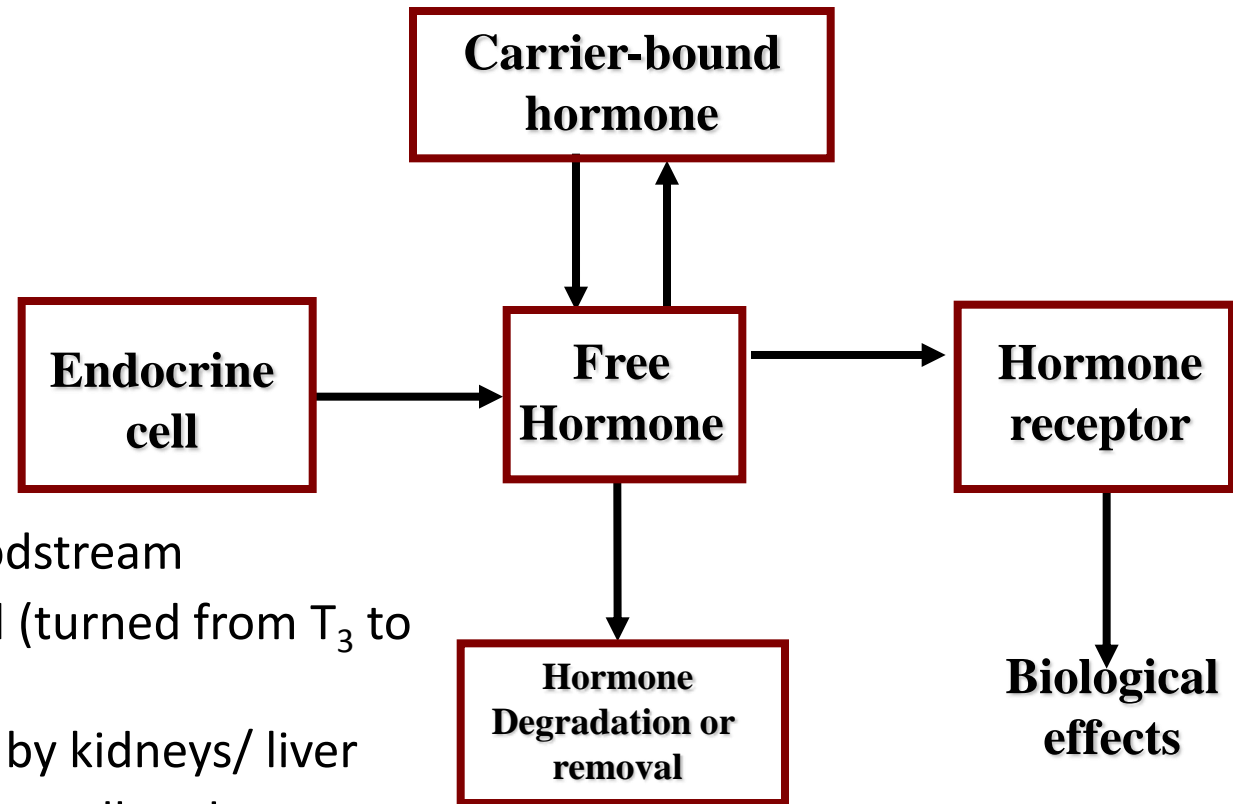 Carrier-bound
hormone
Endocrine
cell
Free
Hormone
Hormone
receptor
odstream
(turned from T₃ to
by kidneys/ liver
Hormone
Degradation or
removal
Biological
effects